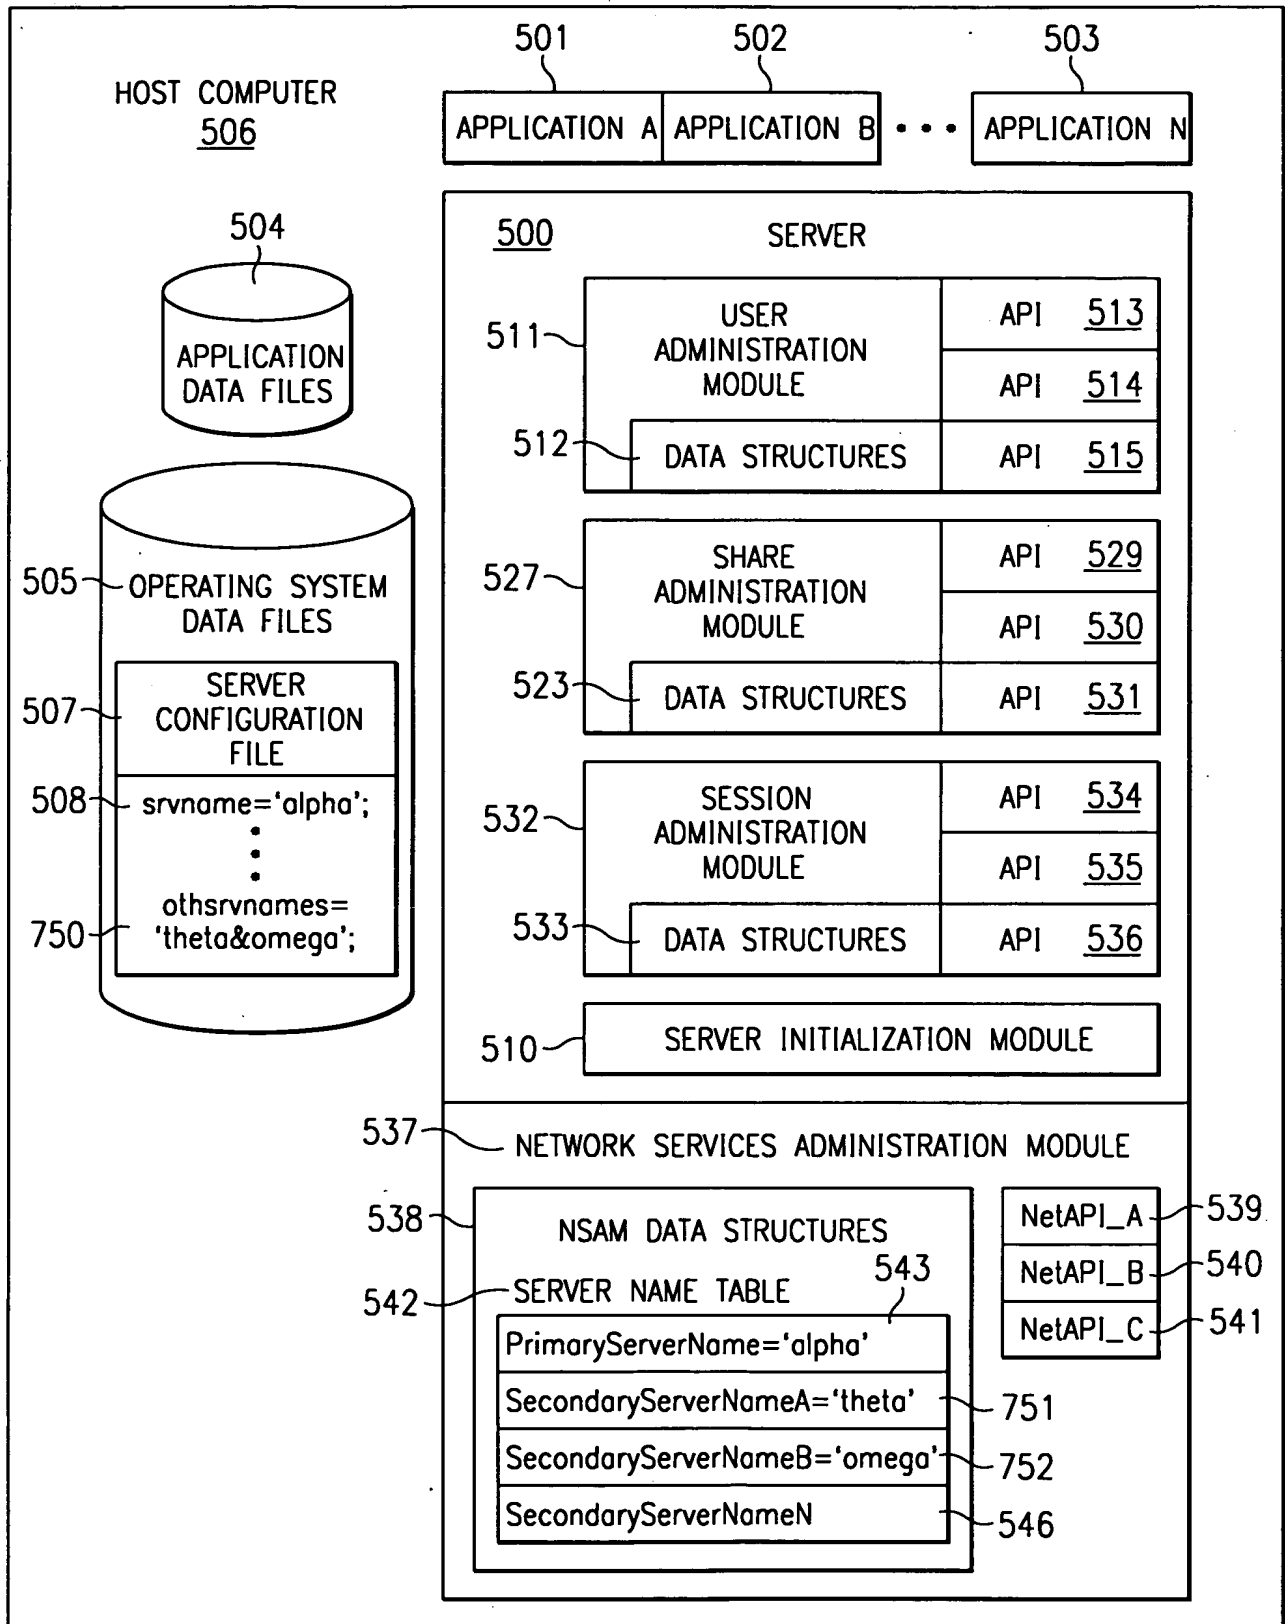 501
502
503
HOST COMPUTER
506
APPLICATION A
APPLICATION B
• • •
APPLICATION N
504
APPLICATION
DATA FILES
500
SERVER
511
USER
ADMINISTRATION
MODULE
API 513
API 514
512
DATA STRUCTURES
API 515
505
OPERATING SYSTEM
DATA FILES
527
SHARE
ADMINISTRATION
MODULE
API 529
API 530
523
DATA STRUCTURES
API 531
507
SERVER
CONFIGURATION
FILE
508
srvname='alpha';
750
othsrvnames=
'theta&omega';
532
SESSION
ADMINISTRATION
MODULE
API 534
API 535
533
DATA STRUCTURES
API 536
510
SERVER INITIALIZATION MODULE
537
NETWORK SERVICES ADMINISTRATION MODULE
538
NSAM DATA STRUCTURES
542
SERVER NAME TABLE
543
PrimaryServerName='alpha'
SecondaryServerNameA='theta'
751
SecondaryServerNameB='omega'
752
SecondaryServerNameN
546
NetAPI_A
539
NetAPI_B
540
NetAPI_C
541